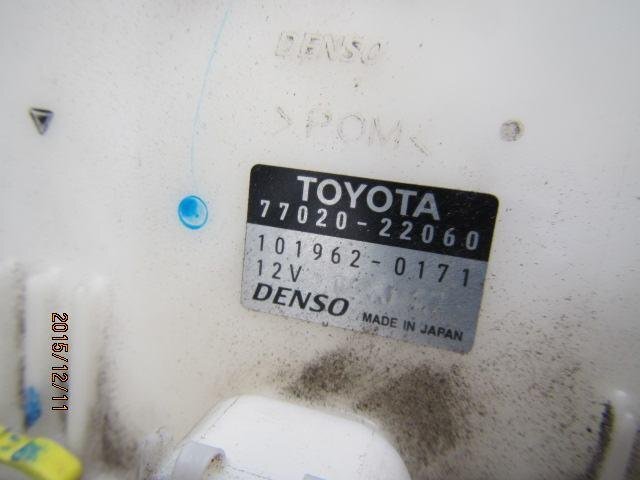 DENSO
>POM<
TOYOTA
77020-22060
101962-0171
12V
DENSO MADE IN JAPAN
2015/12/11